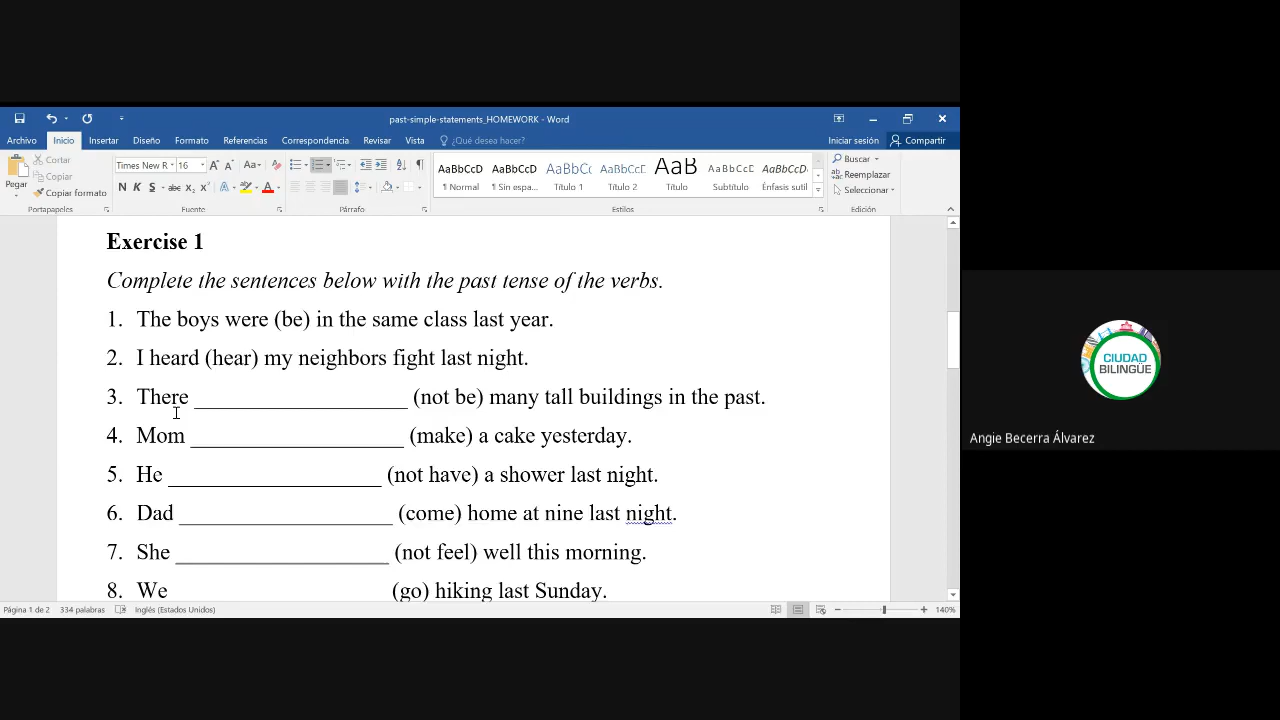 past-simple-statements_HOMEWORK - Word
Archivo Inicio Insertar Diseño Formato Referencias Correspondencia Revisar Vista ¿Qué desea hacer? Iniciar sesión Compartir
Pegar
Cortar
Copiar
Copiar formato
Portapapeles
Times New R 16
N K S abc X₂ X²
Fuente
Párrafo
AaBbCcD AaBbCcD AaBbCc AaBbCcE AaB AaBbCcD AaBbCcD
¶ Normal ¶ Sin espa... Título 1 Título 2 Título Subtítulo Énfasis sutil
Estilos
Buscar
Reemplazar
Seleccionar
Edición
Exercise 1
Complete the sentences below with the past tense of the verbs.
1. The boys were (be) in the same class last year.
2. I heard (hear) my neighbors fight last night.
3. There ____________________ (not be) many tall buildings in the past.
4. Mom ____________________ (make) a cake yesterday.
5. He ____________________ (not have) a shower last night.
6. Dad ____________________ (come) home at nine last night.
7. She ____________________ (not feel) well this morning.
8. We (go) hiking last Sunday.
Página 1 de 2 334 palabras Inglés (Estados Unidos) 140%
CIUDAD
BILINGÜE
Angie Becerra Álvarez